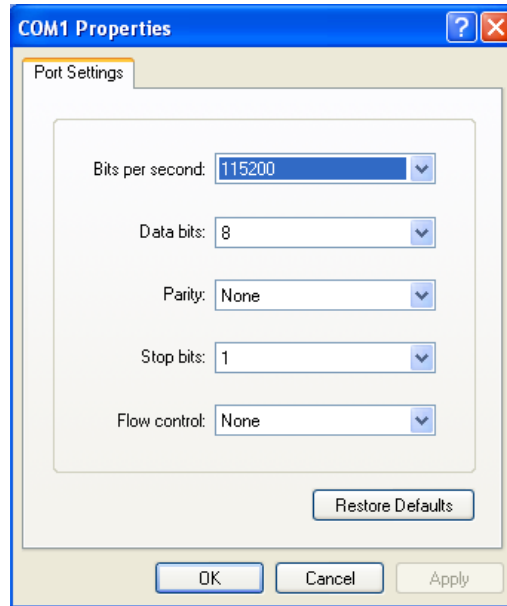 COM1 Properties
Port Settings
Bits per second: 115200
Data bits: 8
Parity: None
Stop bits: 1
Flow control: None
Restore Defaults
OK Cancel Apply